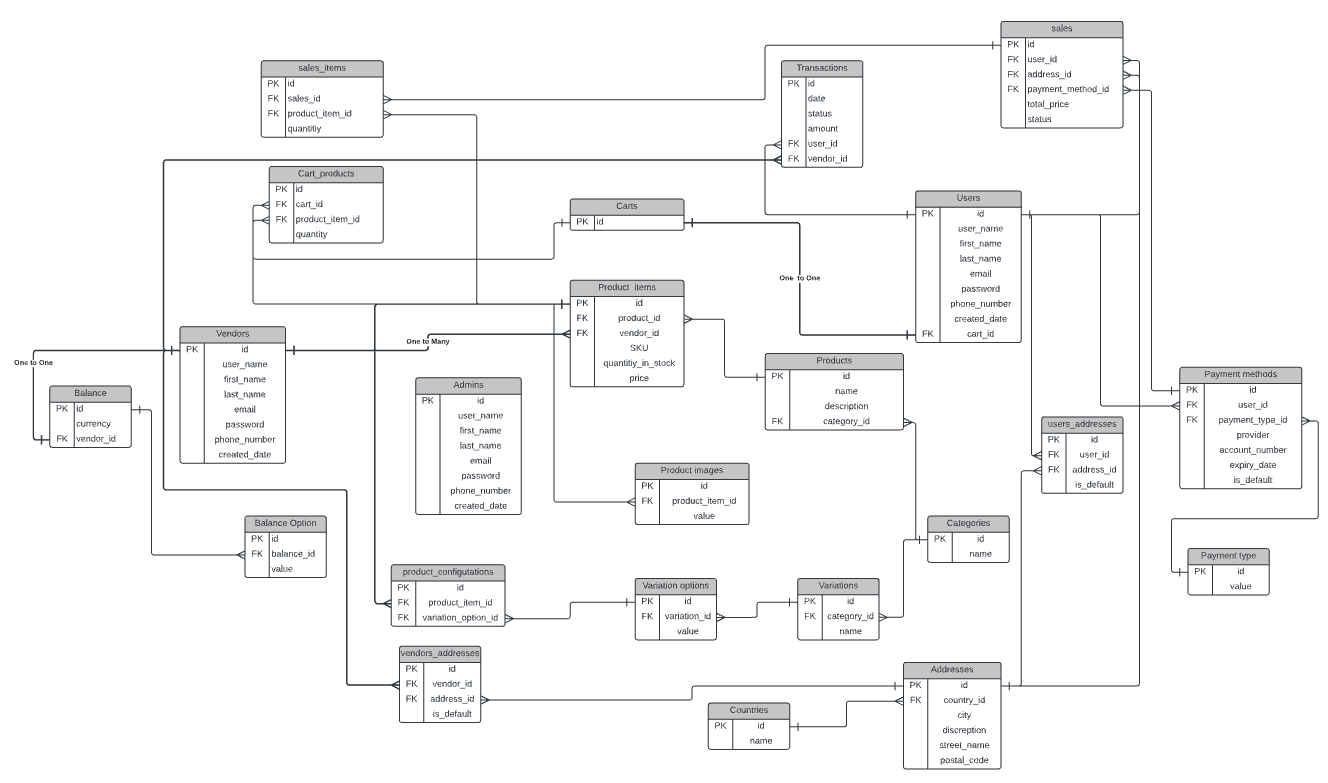 sales
PK id
FK user_id
FK address_id
FK payment_method_id
total_price
status
sales_items
PK id
FK sales_id
FK product_item_id
quantitiy
Transactions
PK id
date
status
amount
FK user_id
FK vendor_id
Cart_products
PK id
FK cart_id
FK product_item_id
quantity
Carts
PK id
Users
PK id
user_name
first_name
last_name
email
password
phone_number
created_date
FK cart_id
One to One
Product items
PK id
FK product_id
FK vendor_id
SKU
quantitiy_in_stock
price
Vendors
PK id
user_name
first_name
last_name
email
password
phone_number
created_date
One to Many
One to One
Balance
PK id
currency
FK vendor_id
Admins
PK id
user_name
first_name
last_name
email
password
phone_number
created_date
Products
PK id
name
description
FK category_id
Payment methods
PK id
FK user_id
FK payment_type_id
provider
account_number
expiry_date
is_default
users_addresses
PK id
FK user_id
FK address_id
is_default
Product images
PK id
FK product_item_id
value
Balance Option
PK id
FK balance_id
value
Categories
PK id
name
Payment type
PK id
value
product_configutations
PK id
FK product_item_id
FK variation_option_id
Variation options
PK id
FK variation_id
value
Variations
PK id
FK category_id
name
vendors_addresses
PK id
FK vendor_id
FK address_id
is_default
Addresses
PK id
FK country_id
city
discreption
street_name
postal_code
Countries
PK id
name